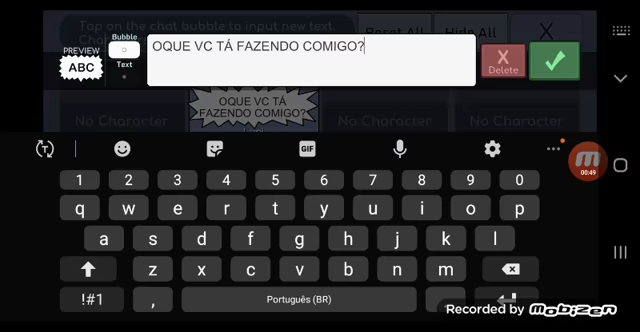 Tap on the chat bubble to input new text.
Reset All
Hide All
X
PREVIEW
ABC
Bubble
Text
OQUE VC TÁ FAZENDO COMIGO?
X
Delete
No Character
OQUE VC TÁ
FAZENDO COMIGO?
No Character
No Character
T
GIF
00:49
1 2 3 4 5 6 7 8 9 0
q w e r t y u i o p
a s d f g h j k l
z x c v b n m
!#1
,
Português (BR)
Recorded by MOBIZEN